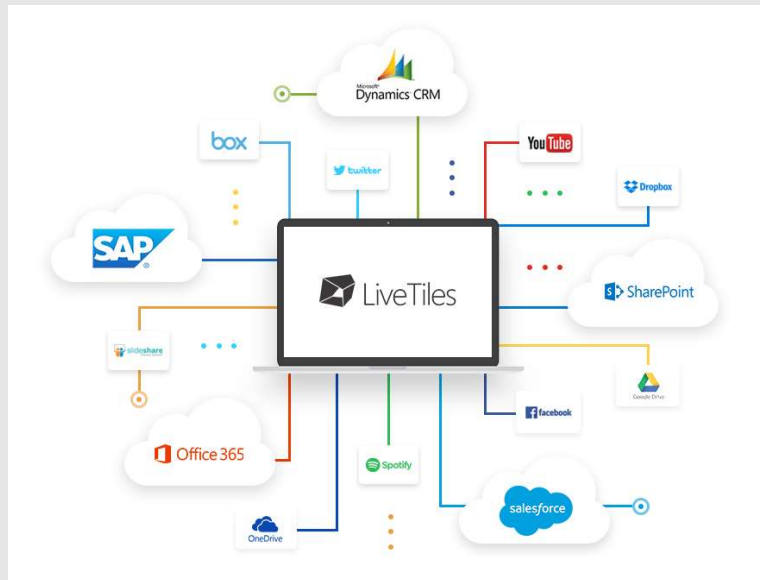 Microsoft®
Dynamics CRM
box
twitter
YouTube
Dropbox
SAP
®
LiveTiles
SharePoint
slideshare
Google Drive
facebook
Office 365
Spotify
salesforce
OneDrive